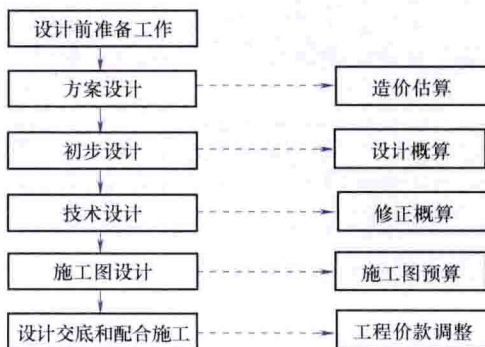 设计前准备工作
方案设计
造价估算
初步设计
设计概算
技术设计
修正概算
施工图设计
施工图预算
设计交底和配合施工
工程价款调整